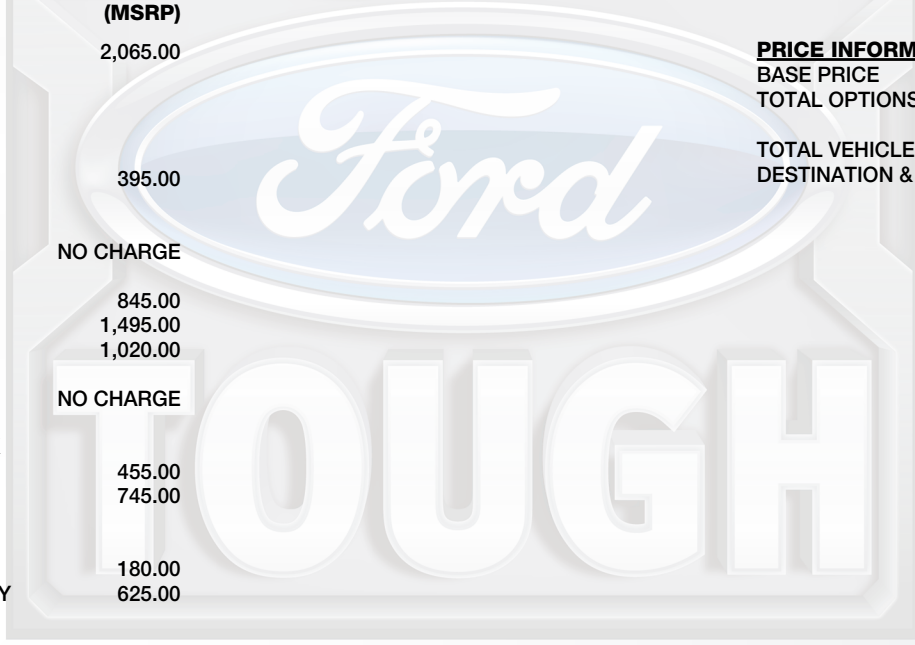 (MSRP)
2,065.00
395.00
NO CHARGE
845.00
1,495.00
1,020.00
NO CHARGE
455.00
745.00
180.00
Y 625.00
PRICE INFORM
BASE PRICE
TOTAL OPTIONS
TOTAL VEHICLE
DESTINATION &
Ford
TOUGH